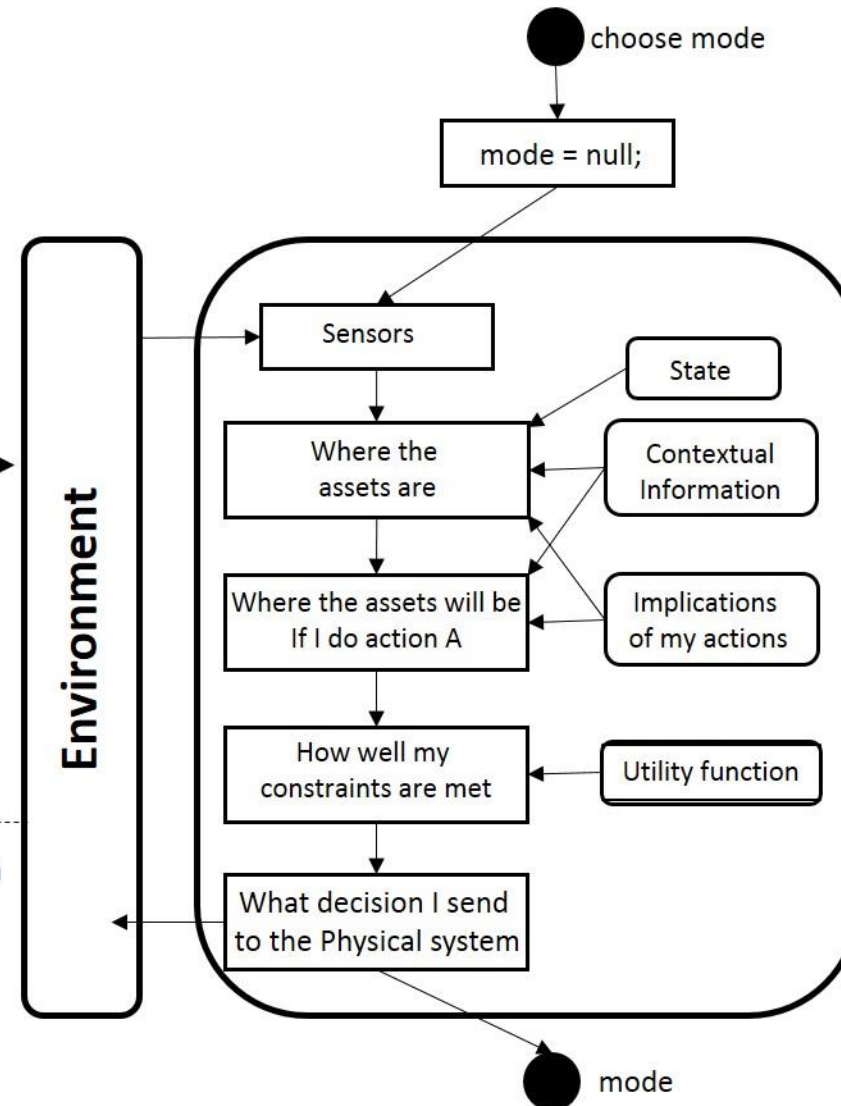 choose mode
mode = null;
Environment
Sensors
State
Where the
assets are
Contextual
Information
Where the assets will be
If I do action A
Implications
of my actions
How well my
constraints are met
Utility function
What decision I send
to the Physical system
mode